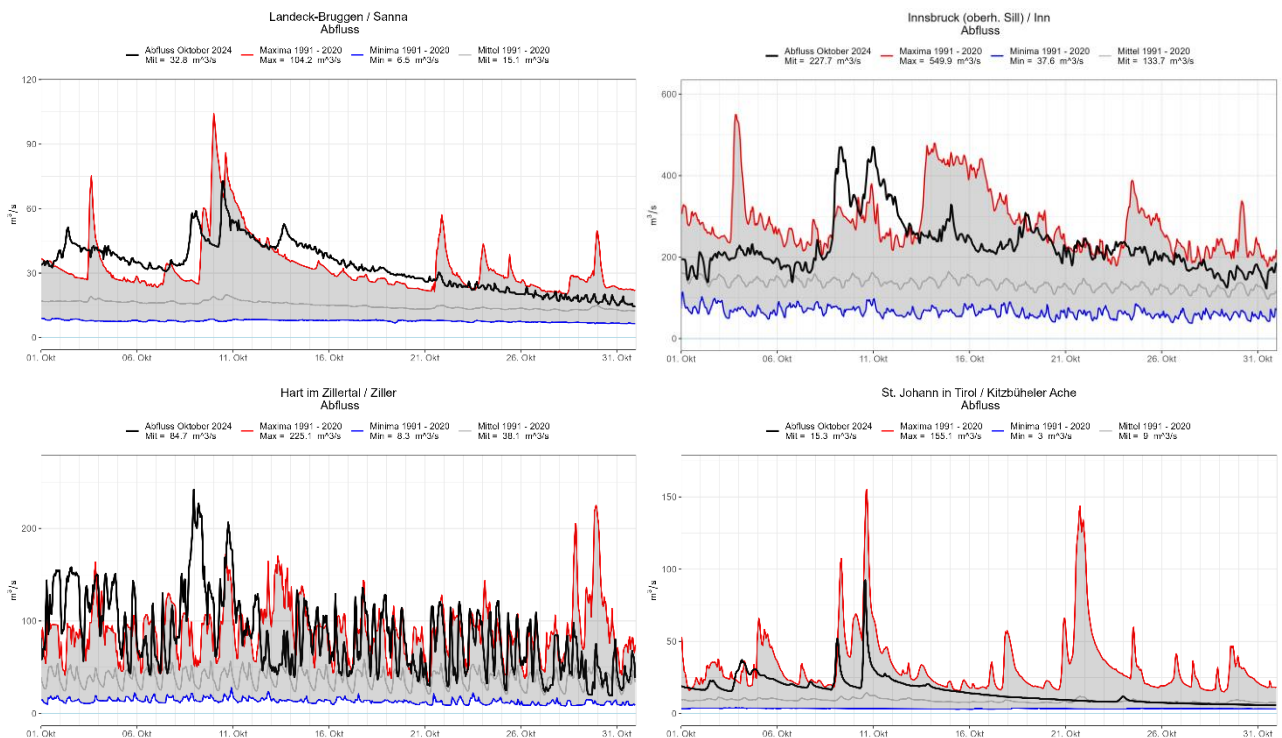 Landeck-Bruggen / Sanna
Abfluss
Abfluss Oktober 2024 Maxima 1991 - 2020 Minima 1991 - 2020 Mittel 1991 - 2020
Mit = 32.8 m^3/s Max = 104.2 m^3/s Min = 6.5 m^3/s Mit = 15.1 m^3/s
120
90
60
30
0
m³/s
01. Okt 06. Okt 11. Okt 16. Okt 21. Okt 26. Okt 31. Okt
Innsbruck (oberh. Sill) / Inn
Abfluss
Abfluss Oktober 2024 Maxima 1991 - 2020 Minima 1991 - 2020 Mittel 1991 - 2020
Mit = 227.7 m^3/s Max = 549.9 m^3/s Min = 37.6 m^3/s Mit = 133.7 m^3/s
600
400
200
0
m³/s
01. Okt 06. Okt 11. Okt 16. Okt 21. Okt 26. Okt 31. Okt
Hart im Zillertal / Ziller
Abfluss
Abfluss Oktober 2024 Maxima 1991 - 2020 Minima 1991 - 2020 Mittel 1991 - 2020
Mit = 84.7 m^3/s Max = 225.1 m^3/s Min = 8.3 m^3/s Mit = 38.1 m^3/s
200
100
0
m³/s
01. Okt 06. Okt 11. Okt 16. Okt 21. Okt 26. Okt 31. Okt
St. Johann in Tirol / Kitzbüheler Ache
Abfluss
Abfluss Oktober 2024 Maxima 1991 - 2020 Minima 1991 - 2020 Mittel 1991 - 2020
Mit = 15.3 m^3/s Max = 155.1 m^3/s Min = 3 m^3/s Mit = 9 m^3/s
150
100
50
0
m³/s
01. Okt 06. Okt 11. Okt 16. Okt 21. Okt 26. Okt 31. Okt